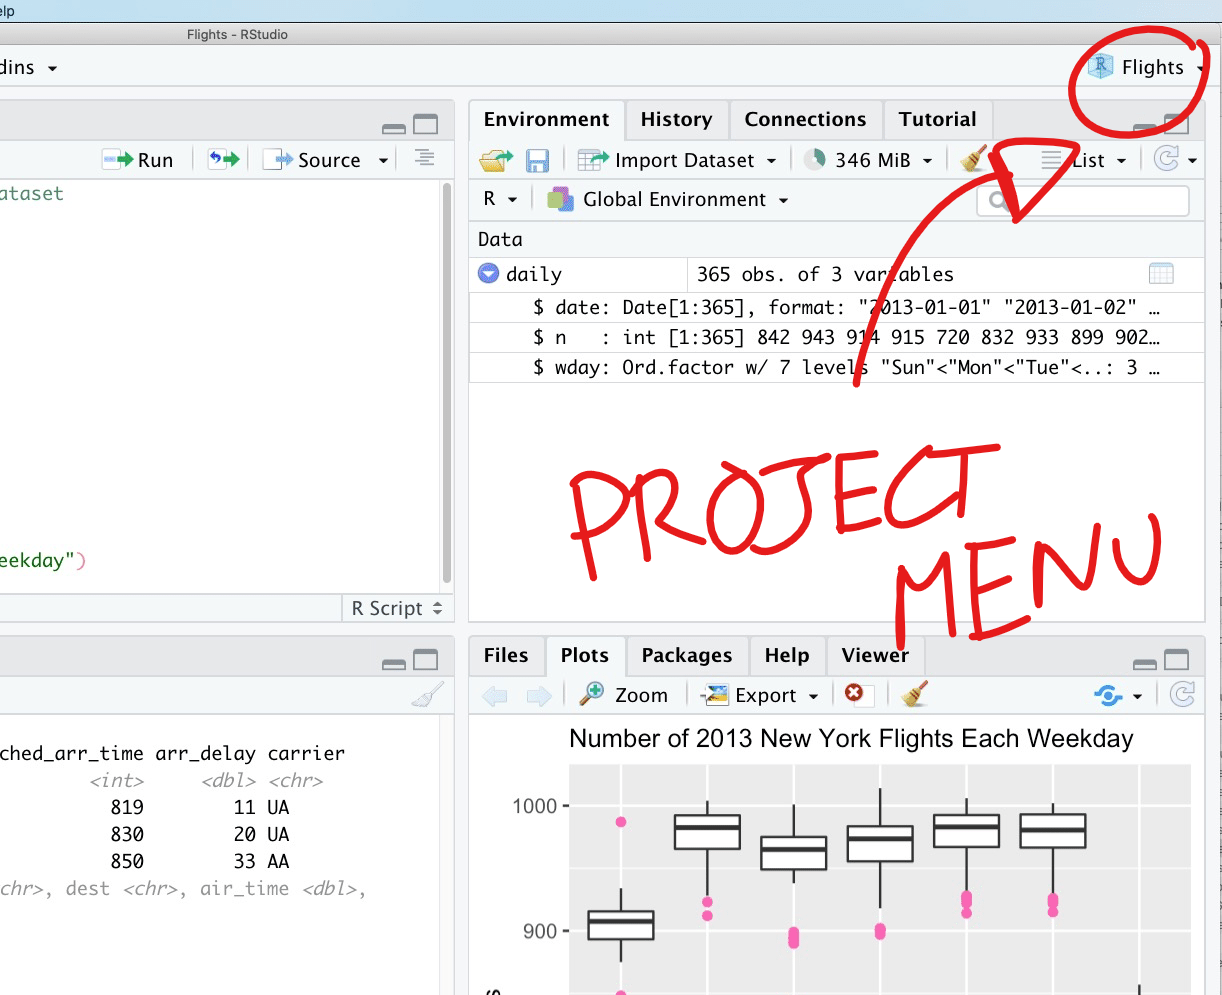 elp
Flights - RStudio
dins
Flights
Run
Source
ataset
eekday")
R Script
Environment History Connections Tutorial
Import Dataset 346 MiB List
R Global Environment
Data
daily 365 obs. of 3 variables
$ date: Date[1:365], format: "2013-01-01" "2013-01-02" …
$ n : int [1:365] 842 943 914 915 720 832 933 899 902…
$ wday: Ord.factor w/ 7 levels "Sun"<"Mon"<"Tue"<..: 3 …
PROJECT
MENU
ched_arr_time arr_delay carrier
<int> <dbl> <chr>
819 11 UA
830 20 UA
850 33 AA
chr>, dest <chr>, air_time <dbl>,
Files Plots Packages Help Viewer
Zoom Export
Number of 2013 New York Flights Each Weekday
1000
900